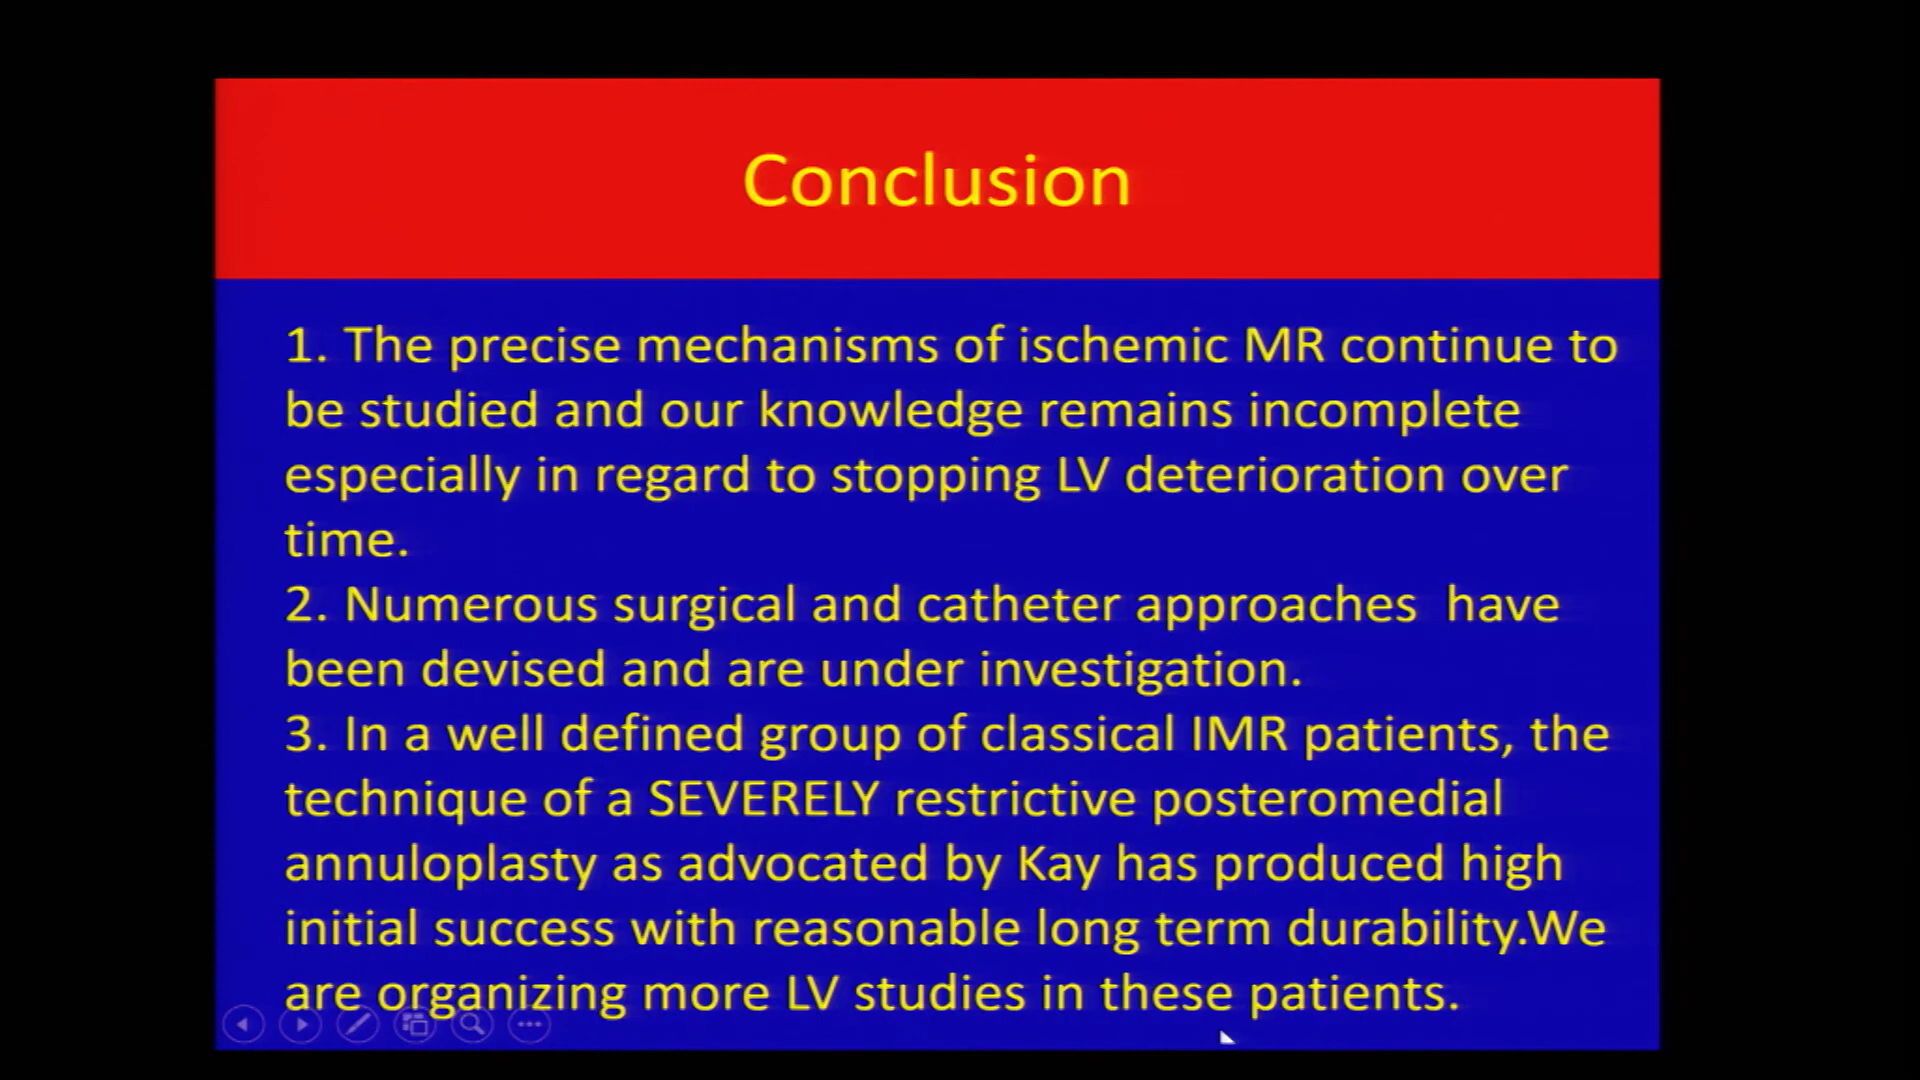 Conclusion
1. The precise mechanisms of ischemic MR continue to
be studied and our knowledge remains incomplete
especially in regard to stopping LV deterioration over
time.
2. Numerous surgical and catheter approaches  have
been devised and are under investigation.
3. In a well defined group of classical IMR patients, the
technique of a SEVERELY restrictive posteromedial
annuloplasty as advocated by Kay has produced high
initial success with reasonable long term durability.We
are organizing more LV studies in these patients.